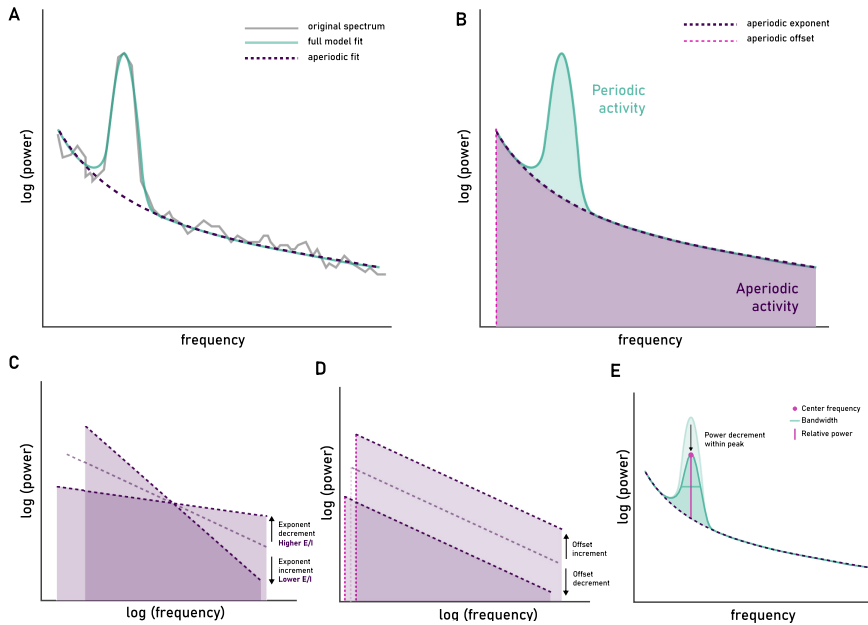 A
original spectrum
full model fit
aperiodic fit
log (power)
frequency
B
aperiodic exponent
aperiodic offset
Periodic
activity
Aperiodic
activity
log (power)
frequency
C
log (power)
Exponent
decrement
Higher E/I
Exponent
increment
Lower E/I
log (frequency)
D
log (power)
Offset
increment
Offset
decrement
log (frequency)
E
Center frequency
Bandwidth
Relative power
Power decrement
within peak
log (power)
frequency